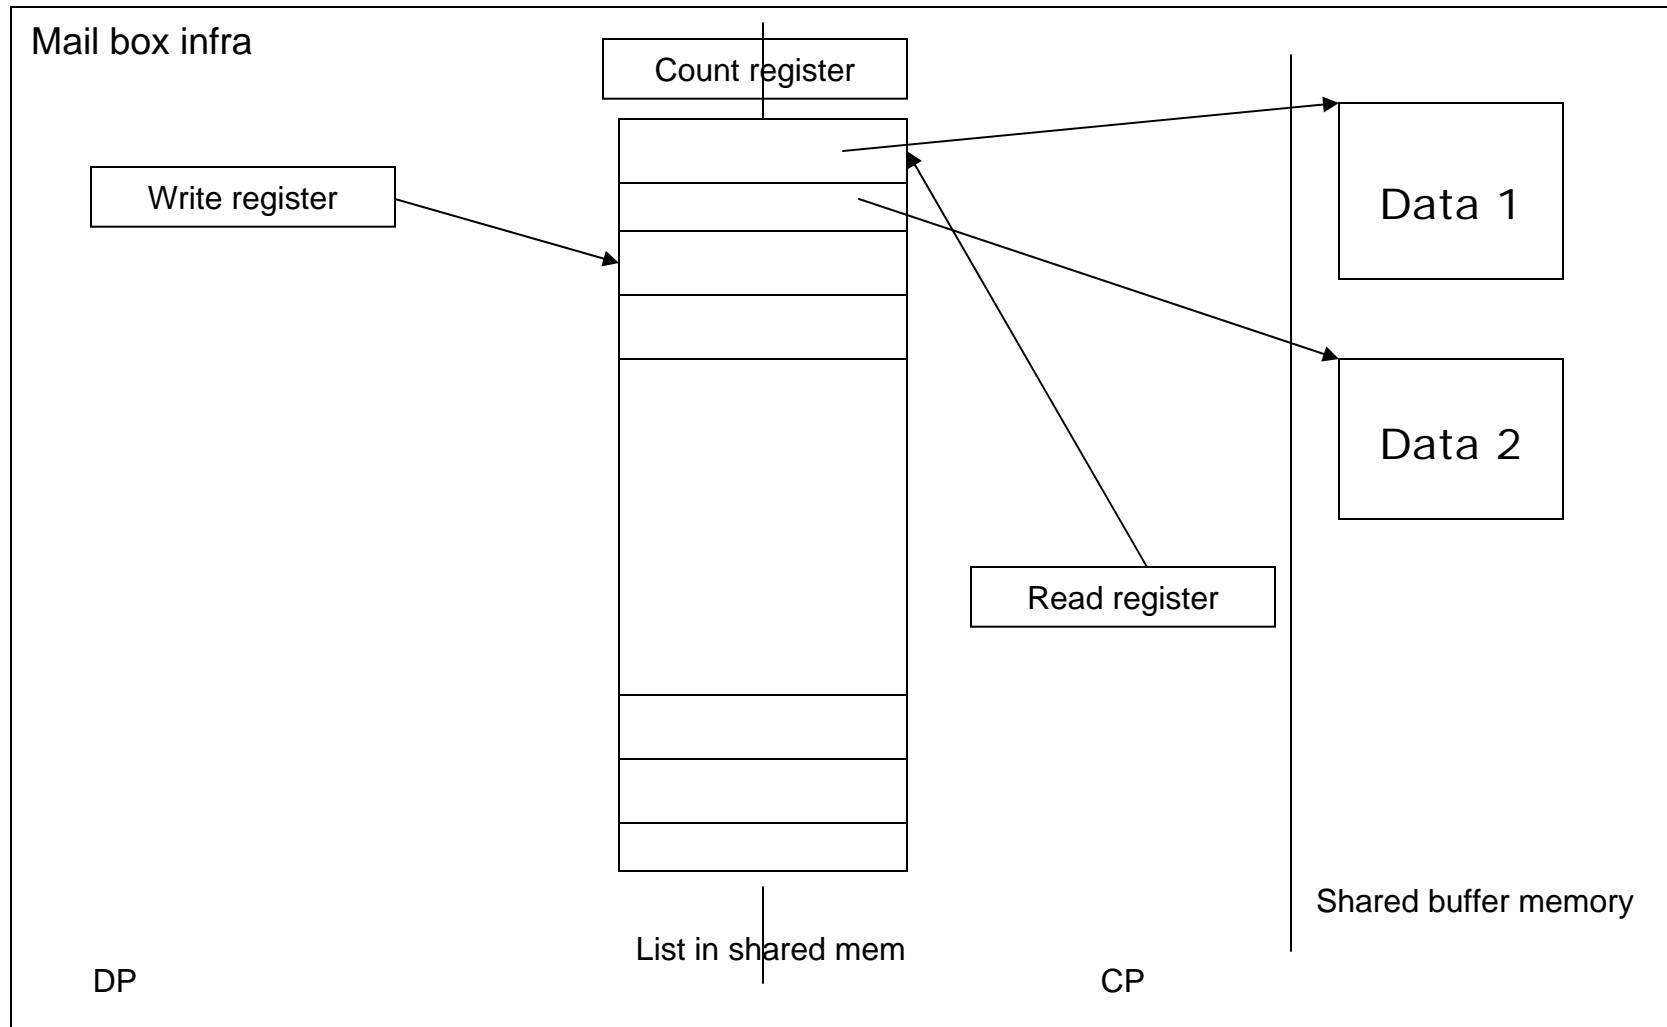 Mail box infra
Count register
Write register
Data 1
Data 2
Read register
Shared buffer memory
List in shared mem
DP
CP